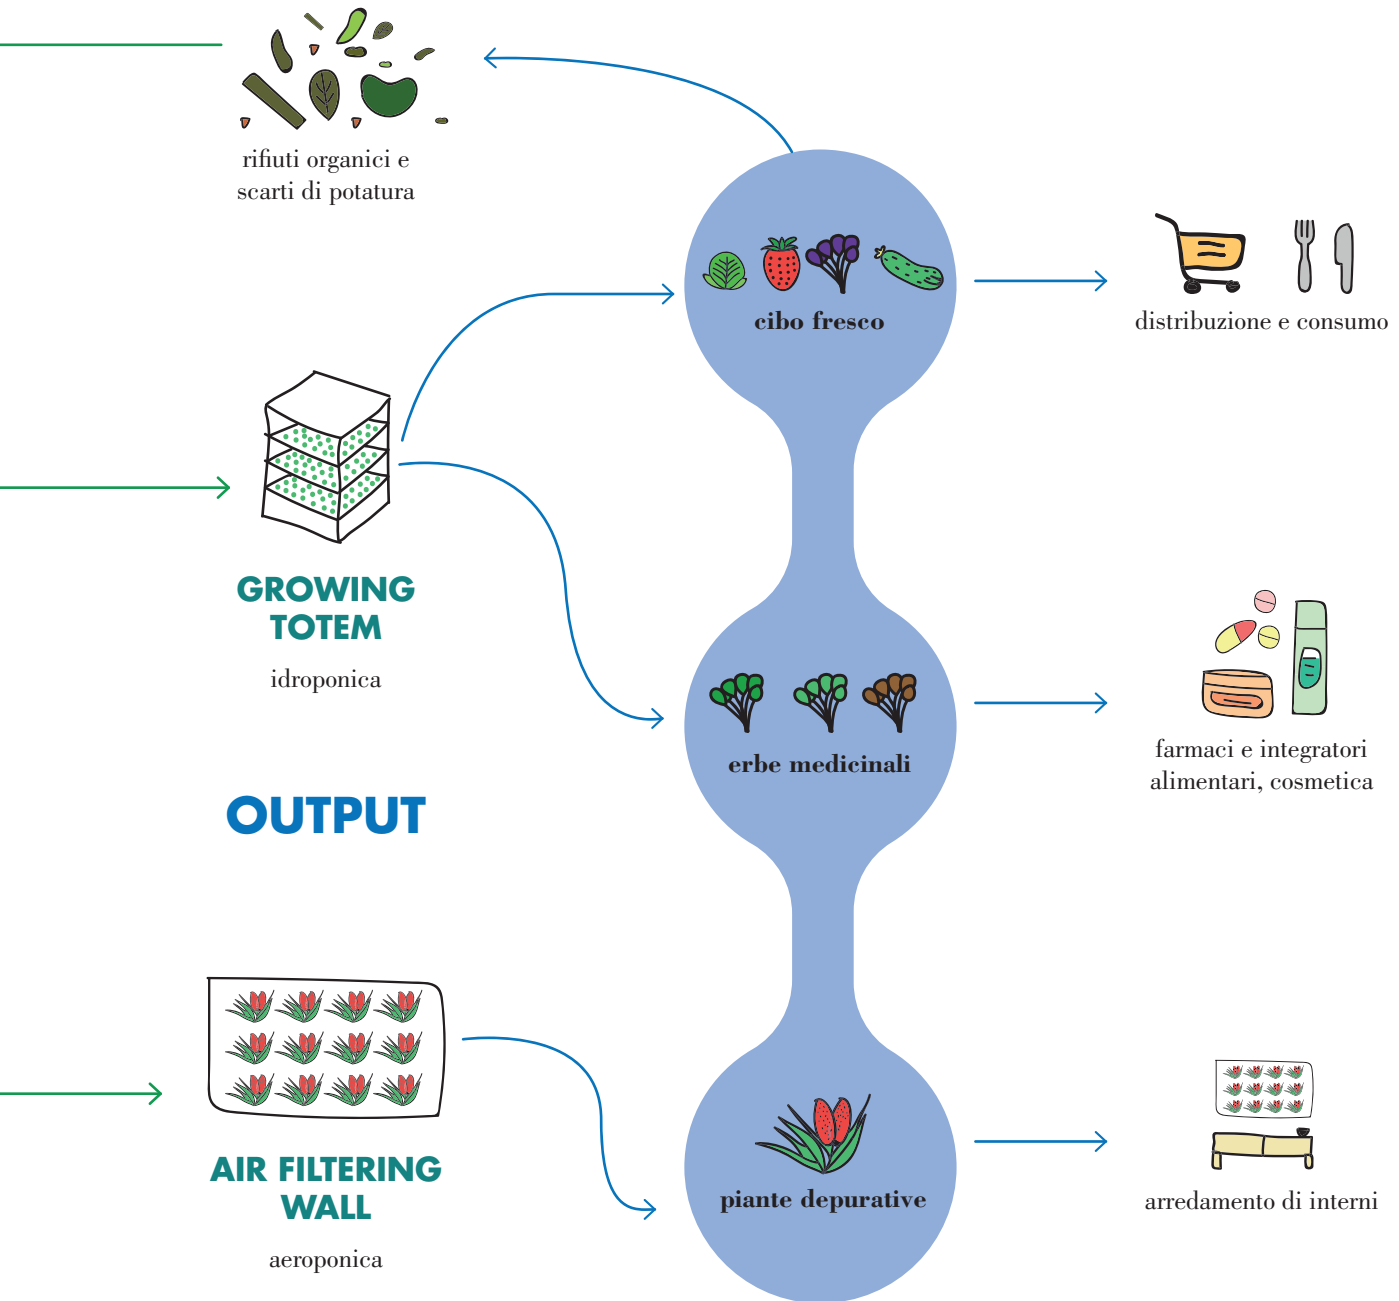 rifiuti organici e
scarti di potatura
cibo fresco
distribuzione e consumo
GROWING
TOTEM
idroponica
erbe medicinali
farmaci e integratori
alimentari, cosmetica
OUTPUT
AIR FILTERING
WALL
aeroponica
piante depurative
arredamento di interni